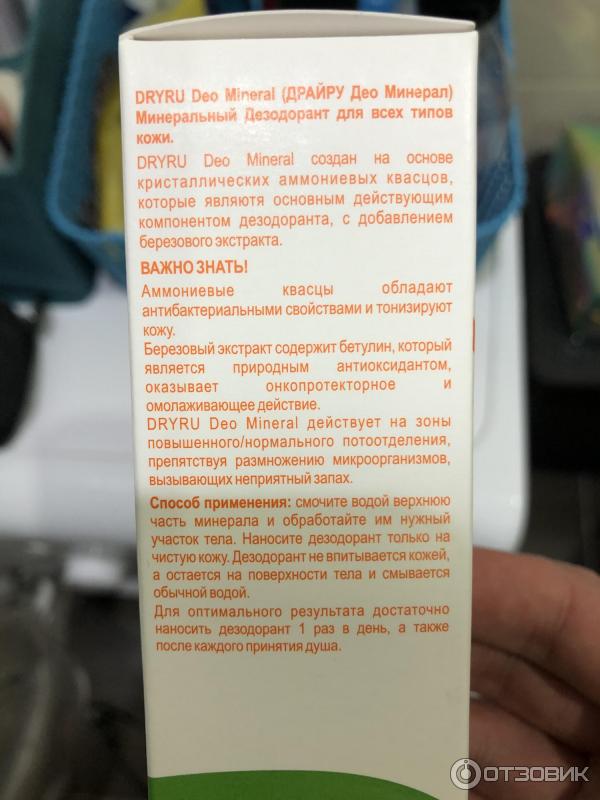 DRYRU Deo Mineral (ДРАЙРУ Део Минерал)
Минеральный Дезодорант для всех типов
кожи.
DRYRU Deo Mineral создан на основе
кристаллических аммониевых квасцов,
которые являютя основным действующим
компонентом дезодоранта, с добавлением
березового экстракта.
ВАЖНО ЗНАТЬ!
Аммониевые квасцы обладают
антибактериальными свойствами и тонизируют
кожу.
Березовый экстракт содержит бетулин, который
является природным антиоксидантом,
оказывает онкопротекторное и
омолаживающее действие.
DRYRU Deo Mineral действует на зоны
повышенного/нормального потоотделения,
препятствуя размножению микроорганизмов,
вызывающих неприятный запах.
Способ применения: смочите водой верхнюю
часть минерала и обработайте им нужный
участок тела. Наносите дезодорант только на
чистую кожу. Дезодорант не впитывается кожей,
а остается на поверхности тела и смывается
обычной водой.
Для оптимального результата достаточно
наносить дезодорант 1 раз в день, а также
после каждого принятия душа.
ОТЗОВИК